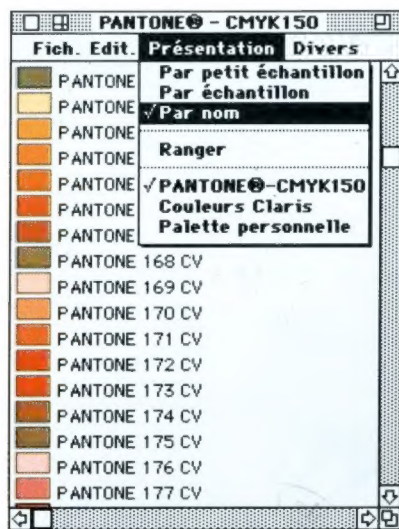 PANTONE® - CMYK150
Fich. Edit. Présentation Divers
Par petit échantillon
Par échantillon
√Par nom
Ranger
√PANTONE®-CMYK150
Couleurs Claris
Palette personnelle
PANTONE
PANTONE
PANTONE
PANTONE
PANTONE
PANTONE
PANTONE
PANTONE 168 CV
PANTONE 169 CV
PANTONE 170 CV
PANTONE 171 CV
PANTONE 172 CV
PANTONE 173 CV
PANTONE 174 CV
PANTONE 175 CV
PANTONE 176 CV
PANTONE 177 CV